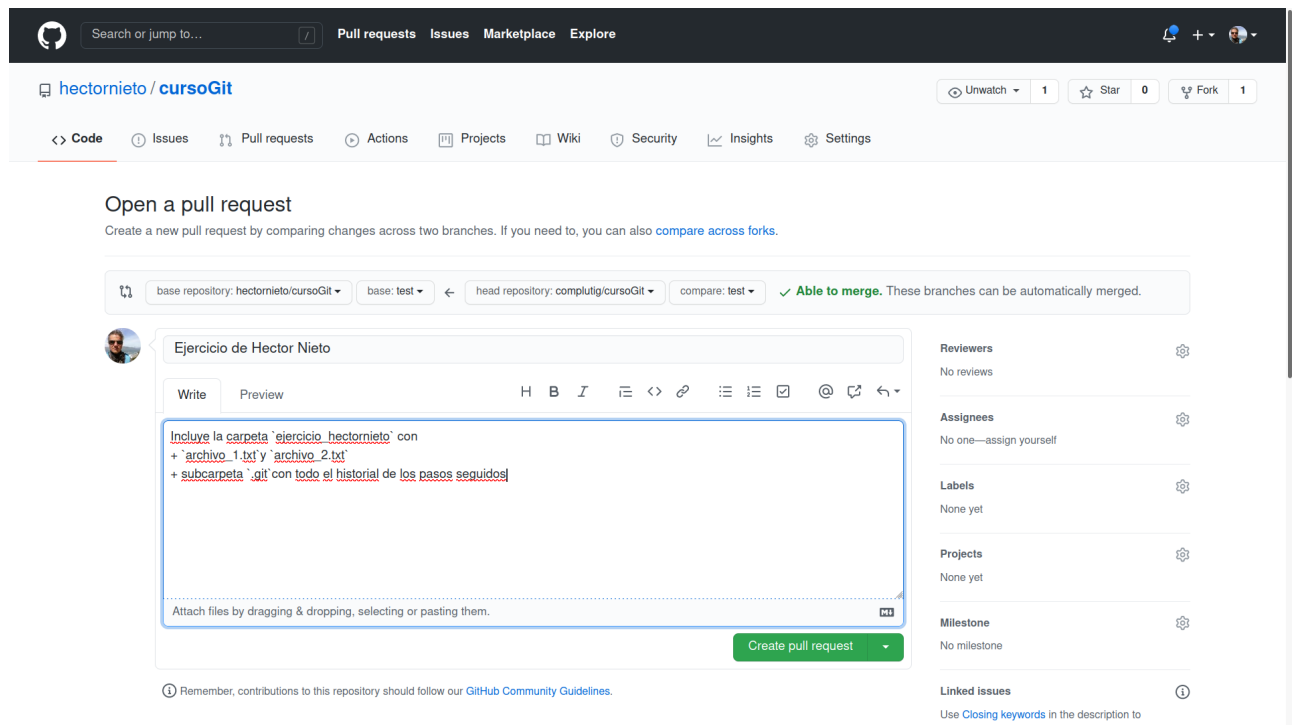 Search or jump to… / Pull requests Issues Marketplace Explore
hectornieto / cursoGit Unwatch 1 Star 0 Fork 1
<> Code Issues Pull requests Actions Projects Wiki Security Insights Settings
Open a pull request
Create a new pull request by comparing changes across two branches. If you need to, you can also compare across forks.
base repository: hectornieto/cursoGit base: test ← head repository: complutig/cursoGit compare: test ✓ Able to merge. These branches can be automatically merged.
Ejercicio de Hector Nieto
Write Preview H B I @
Incluye la carpeta `ejercicio_hectornieto` con
+ `archivo_1.txt`y `archivo_2.txt`
+ subcarpeta `.git`con todo el historial de los pasos seguidos
Attach files by dragging & dropping, selecting or pasting them.
Create pull request
Remember, contributions to this repository should follow our GitHub Community Guidelines.
Reviewers
No reviews
Assignees
No one—assign yourself
Labels
None yet
Projects
None yet
Milestone
No milestone
Linked issues
Use Closing keywords in the description to